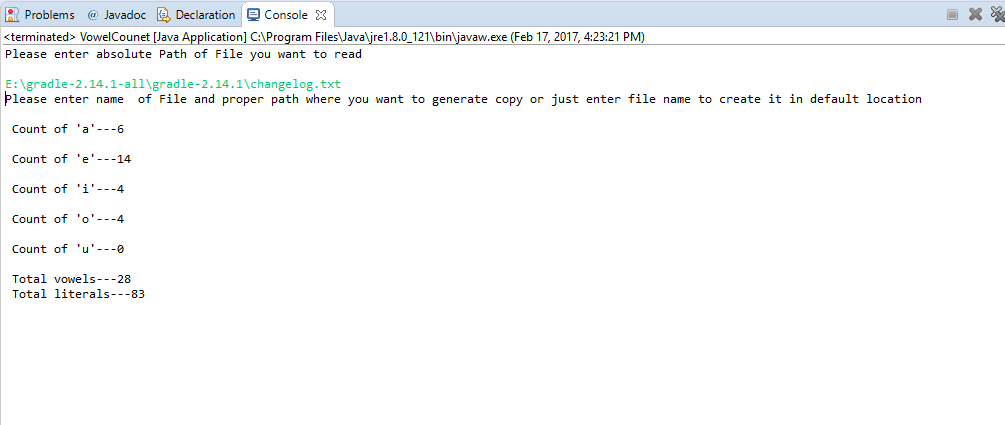 Problems @ Javadoc Declaration Console
<terminated> VowelCounet [Java Application] C:\Program Files\Java\jre1.8.0_121\bin\javaw.exe (Feb 17, 2017, 4:23:21 PM)
Please enter absolute Path of File you want to read
E:\gradle-2.14.1-all\gradle-2.14.1\changelog.txt
Please enter name  of File and proper path where you want to generate copy or just enter file name to create it in default location
Count of 'a'---6
Count of 'e'---14
Count of 'i'---4
Count of 'o'---4
Count of 'u'---0
Total vowels---28
Total literals---83